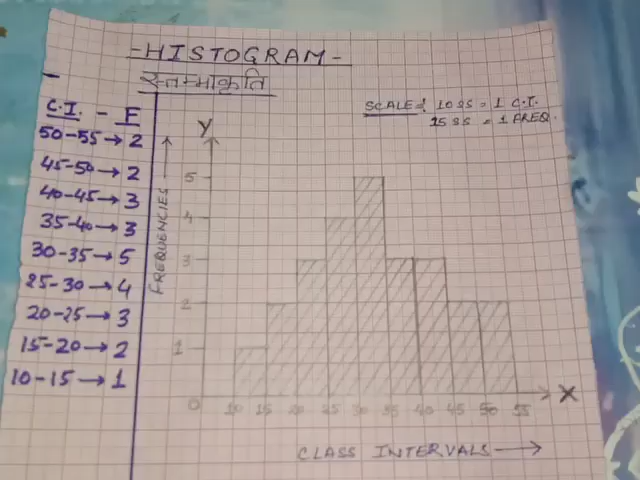 -HISTOGRAM-
स्तम्भाकृति
C.I. - F
50-55→2
45-50→2
40-45→3
35-40→3
30-35→5
25-30→4
20-25→3
15-20→2
10-15→1
SCALE: 10 SS = 1 C.I.
15 SS = 1 FREQ.
Y
FREQUENCIES →
5
4
3
2
1
0 10 15 20 25 30 35 40 45 50 55 X
CLASS INTERVALS →